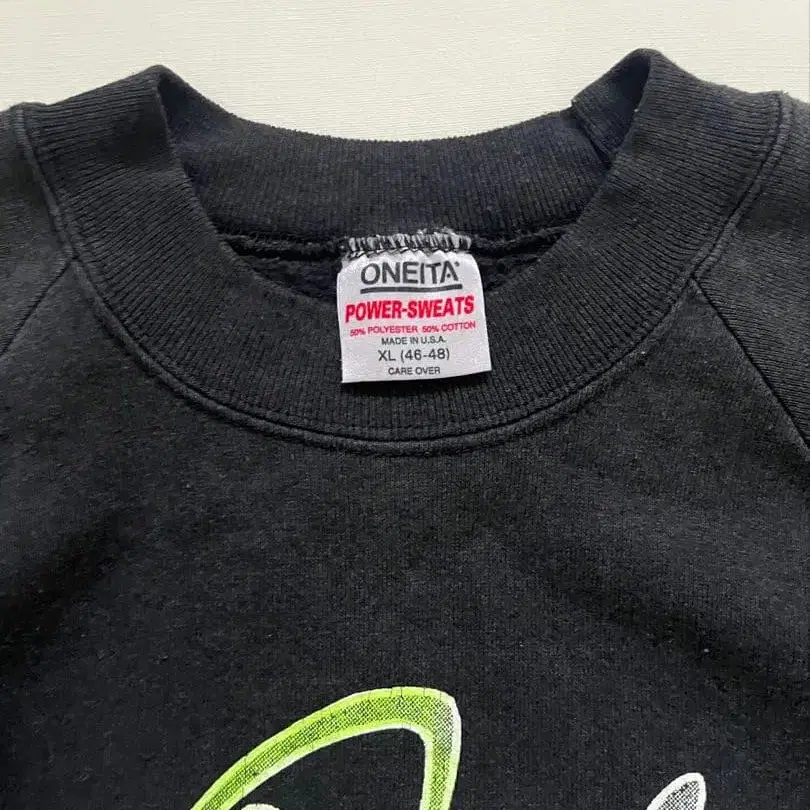 ONEITA
POWER-SWEATS
50% POLYESTER 50% COTTON
MADE IN U.S.A.
XL (46-48)
CARE OVER